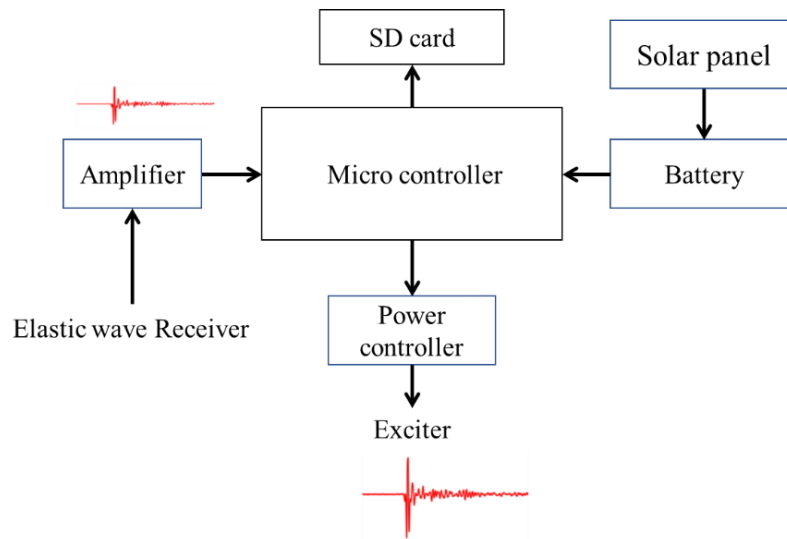 SD card
Solar panel
Amplifier
Micro controller
Battery
Elastic wave Receiver
Power
controller
Exciter